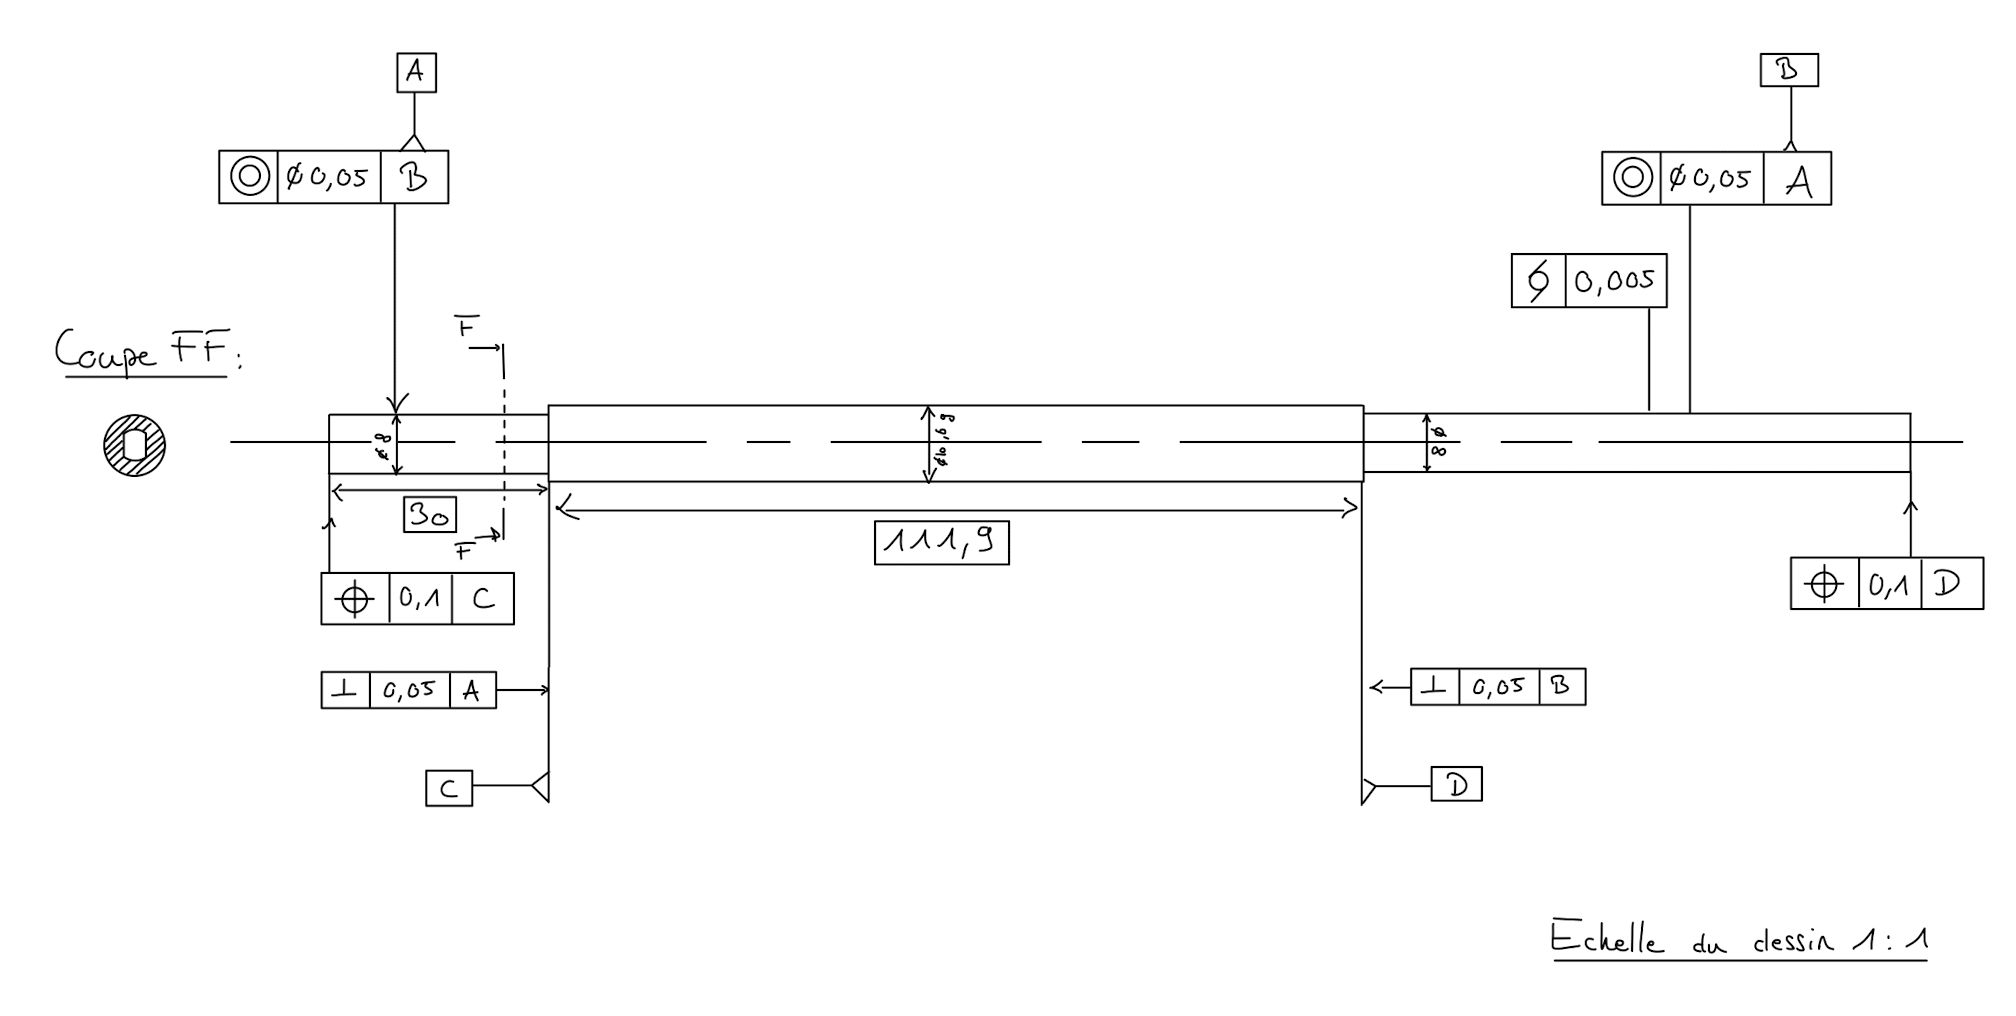 A
B
⌀0,05 B
⌀0,05 A
0,005
F
Coupe FF:
⌀8
⌀10,69
8⌀
30
F
111,9
0,1 C
0,1 D
⊥ 0,05 A
⊥ 0,05 B
C
D
Echelle du dessin 1:1